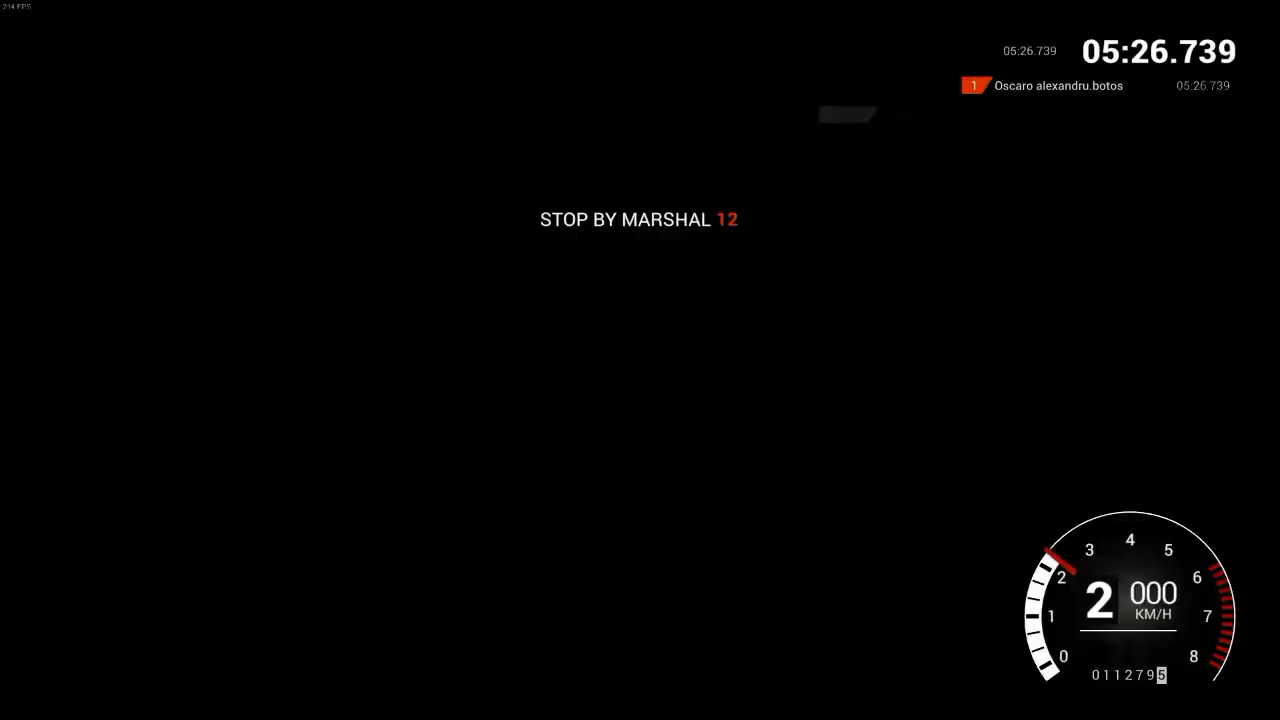 214 FPS
05:26.739 05:26.739
1 Oscaro alexandru.botos 05:26.739
STOP BY MARSHAL 12
0 1 2 3 4 5 6 7 8
2 000
KM/H
0112795